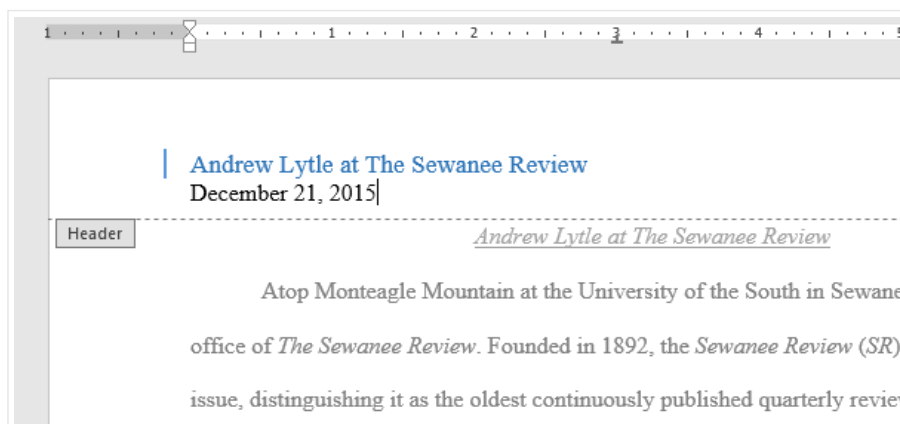 1 1 2 3 4 5
Andrew Lytle at The Sewanee Review
December 21, 2015
Header
Andrew Lytle at The Sewanee Review
Atop Monteagle Mountain at the University of the South in Sewane
office of The Sewanee Review. Founded in 1892, the Sewanee Review (SR)
issue, distinguishing it as the oldest continuously published quarterly review